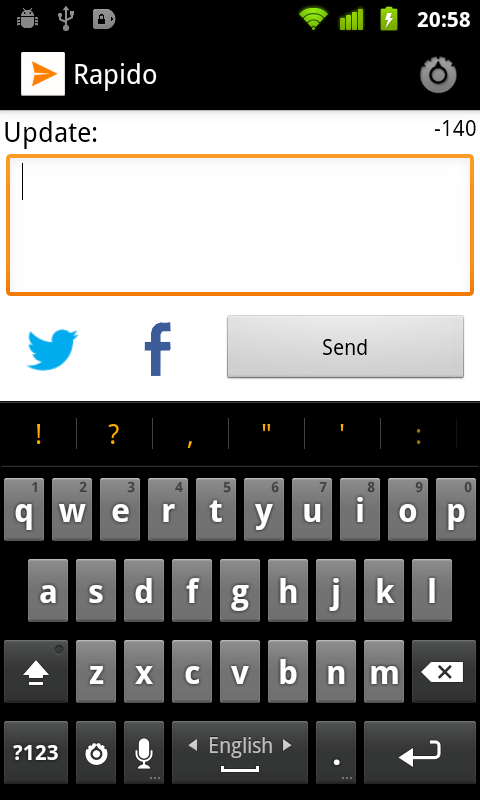 20:58
Rapido
Update: -140
Send
! ? , " ' :
1 2 3 4 5 6 7 8 9 0
q w e r t y u i o p
a s d f g h j k l
z x c v b n m
?123 English .